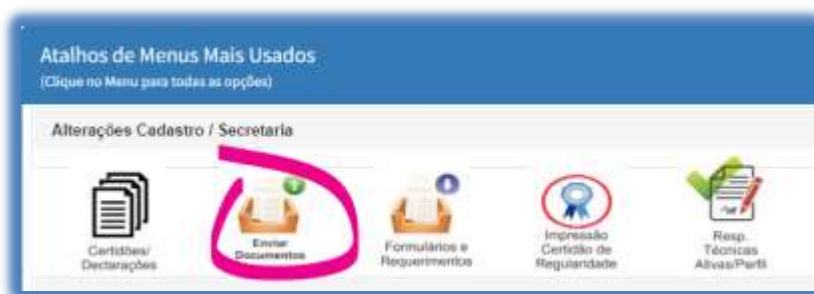 Atalhos de Menus Mais Usados
(Clique no Menu para todas as opções)
Alterações Cadastro / Secretaria
Certidões/
Declarações
Enviar
Documentos
Formulários e
Requerimentos
Impressão
Certidão de
Regularidade
Resp.
Técnicas
Ativas/Perfil